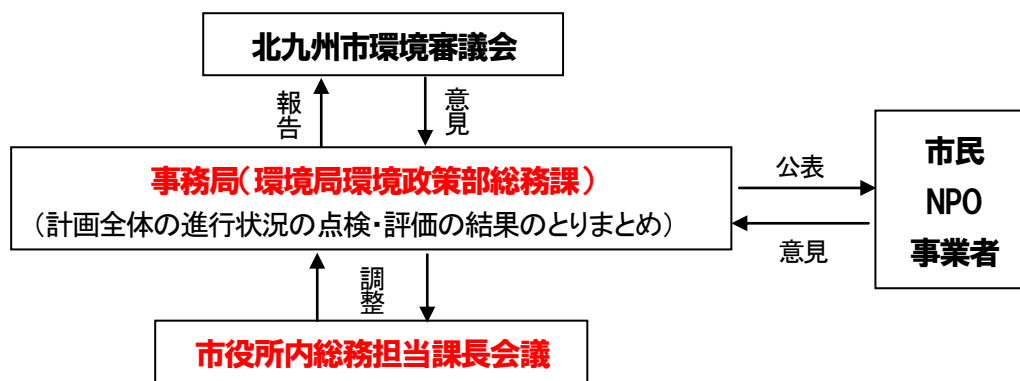 北九州市環境審議会
報告
意見
事務局(環境局環境政策部総務課)
(計画全体の進行状況の点検・評価の結果のとりまとめ)
公表
意見
市民
NPO
事業者
調整
市役所内総務担当課長会議